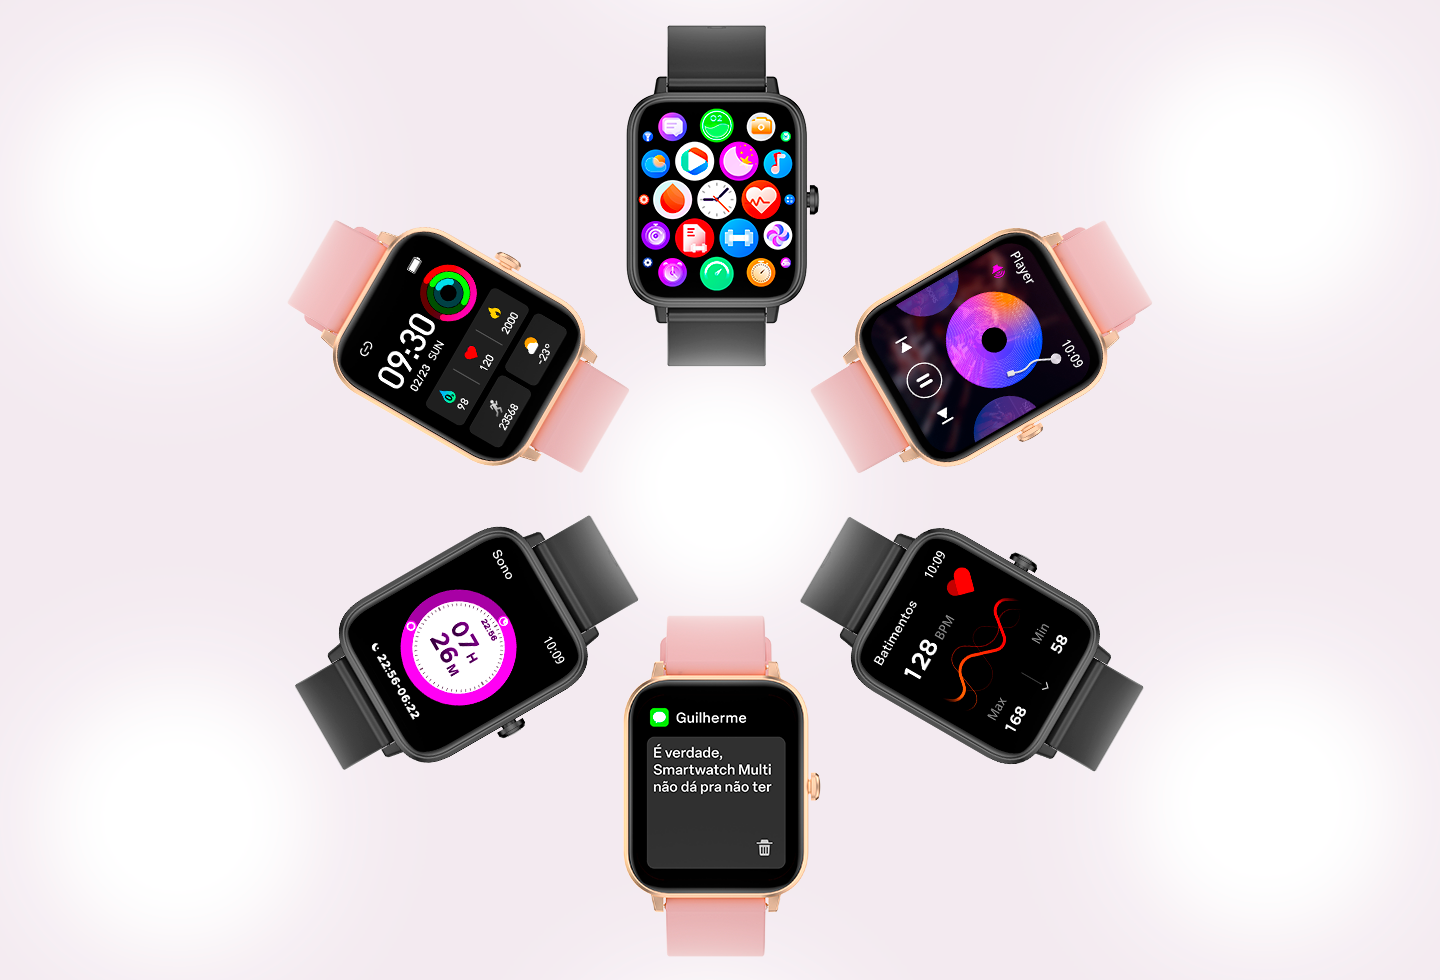 O2
09:30
02/23 SUN
2000
120
98
-23°
23568
Player
10:09
Sono
22:56
07 H
26 M
22:56-06:22
10:09
Batimentos
10:09
128 BPM
Max
168
Min
58
Guilherme
É verdade,
Smartwatch Multi
não dá pra não ter